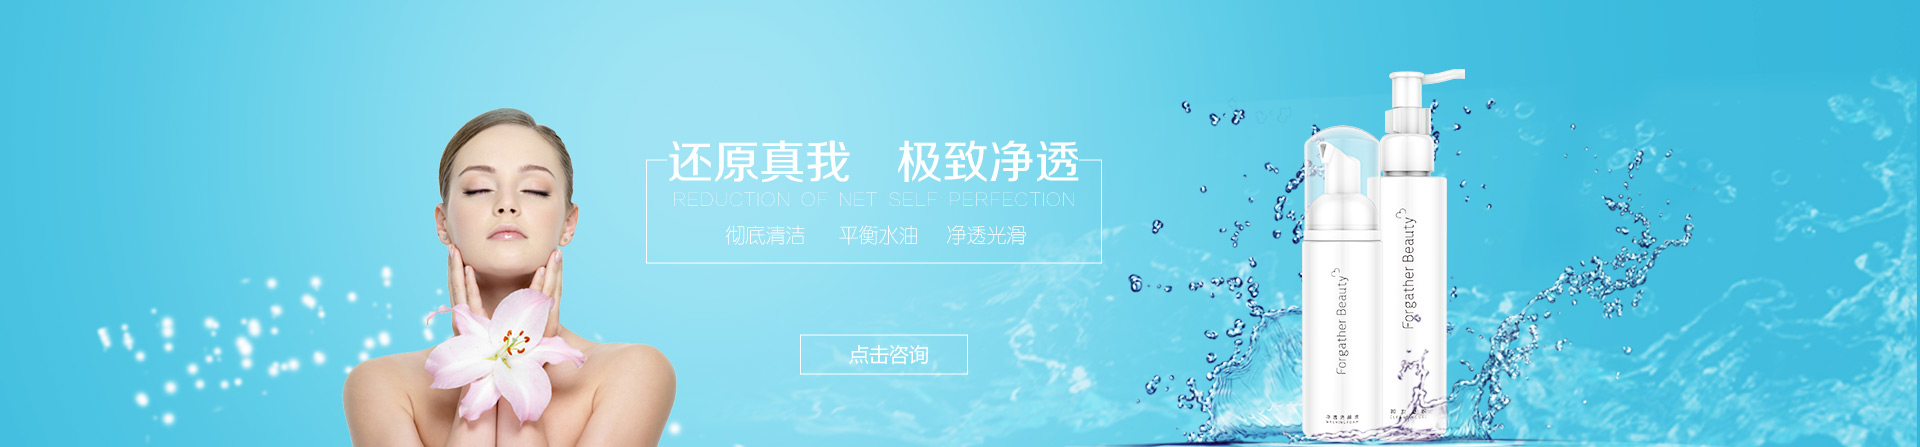 还原真我 极致净透
REDUCTION OF NET SELF PERFECTION
彻底清洁 平衡水油 净透光滑
点击咨询
Forgather Beauty
Forgather Beauty